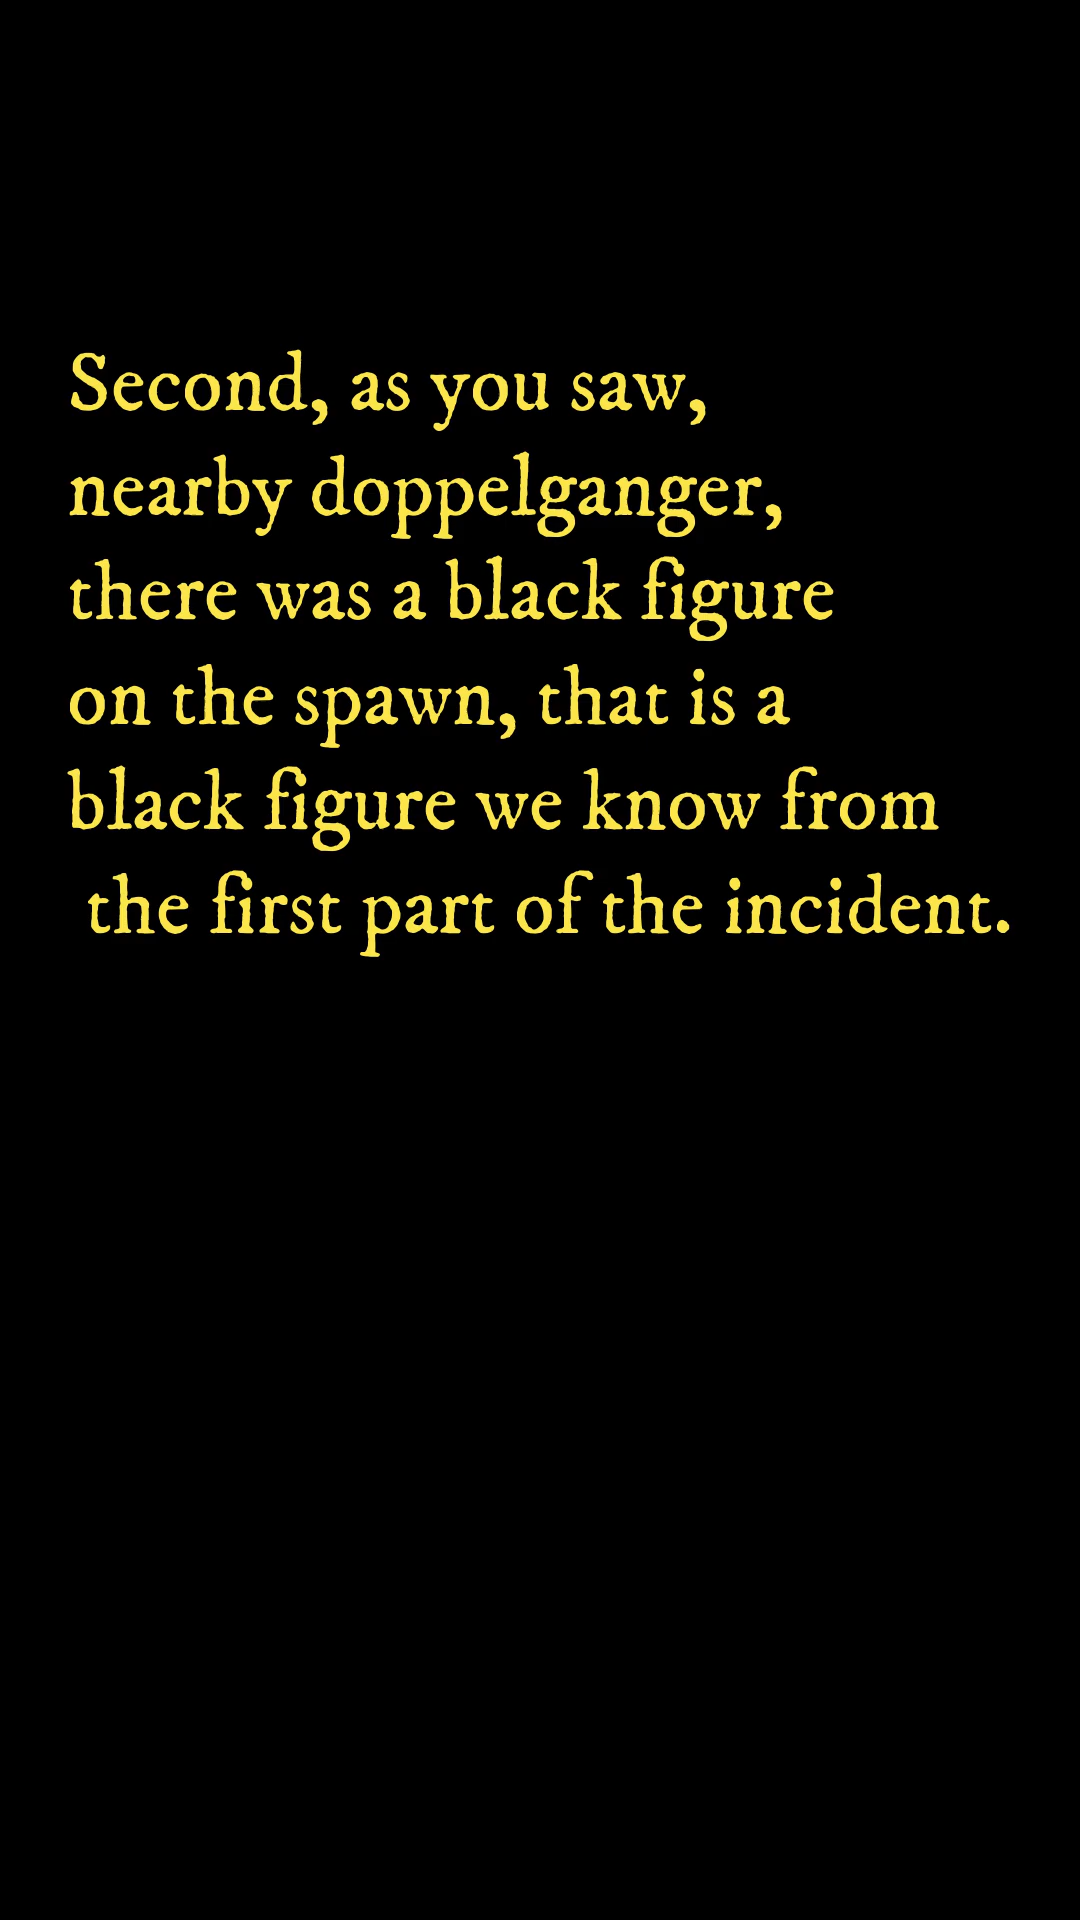 Second, as you saw,
nearby doppelganger,
there was a black figure
on the spawn, that is a
black figure we know from
the first part of the incident.